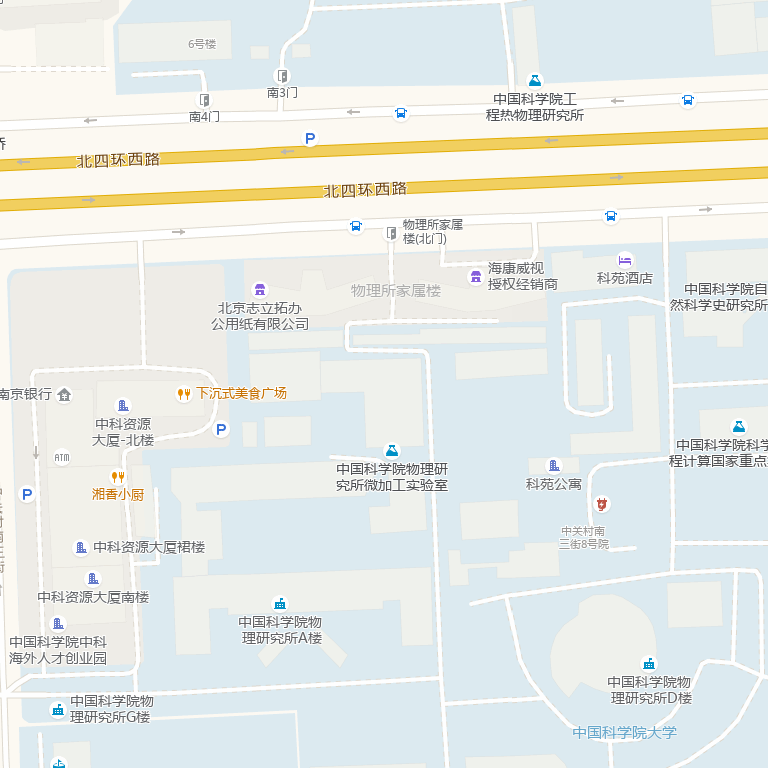 6号楼
南3门
南4门
中国科学院工
程热物理研究所
桥
P
北四环西路
北四环西路
物理所家属
楼(北门)
海康威视
授权经销商
科苑酒店
北京志立拓办
公用纸有限公司
物理所家属楼
中国科学院自
然科学史研究所
南京银行
下沉式美食广场
中科资源
大厦-北楼
P
ATM
中国科学院科学
程计算国家重点
中国科学院物理研
究所微加工实验室
科苑公寓
湘香小厨
P
中关村南
三街8号院
中科资源大厦裙楼
中科资源大厦南楼
中国科学院中科
海外人才创业园
中国科学院物
理研究所A楼
中国科学院物
理研究所D楼
中国科学院物
理研究所G楼
中国科学院大学